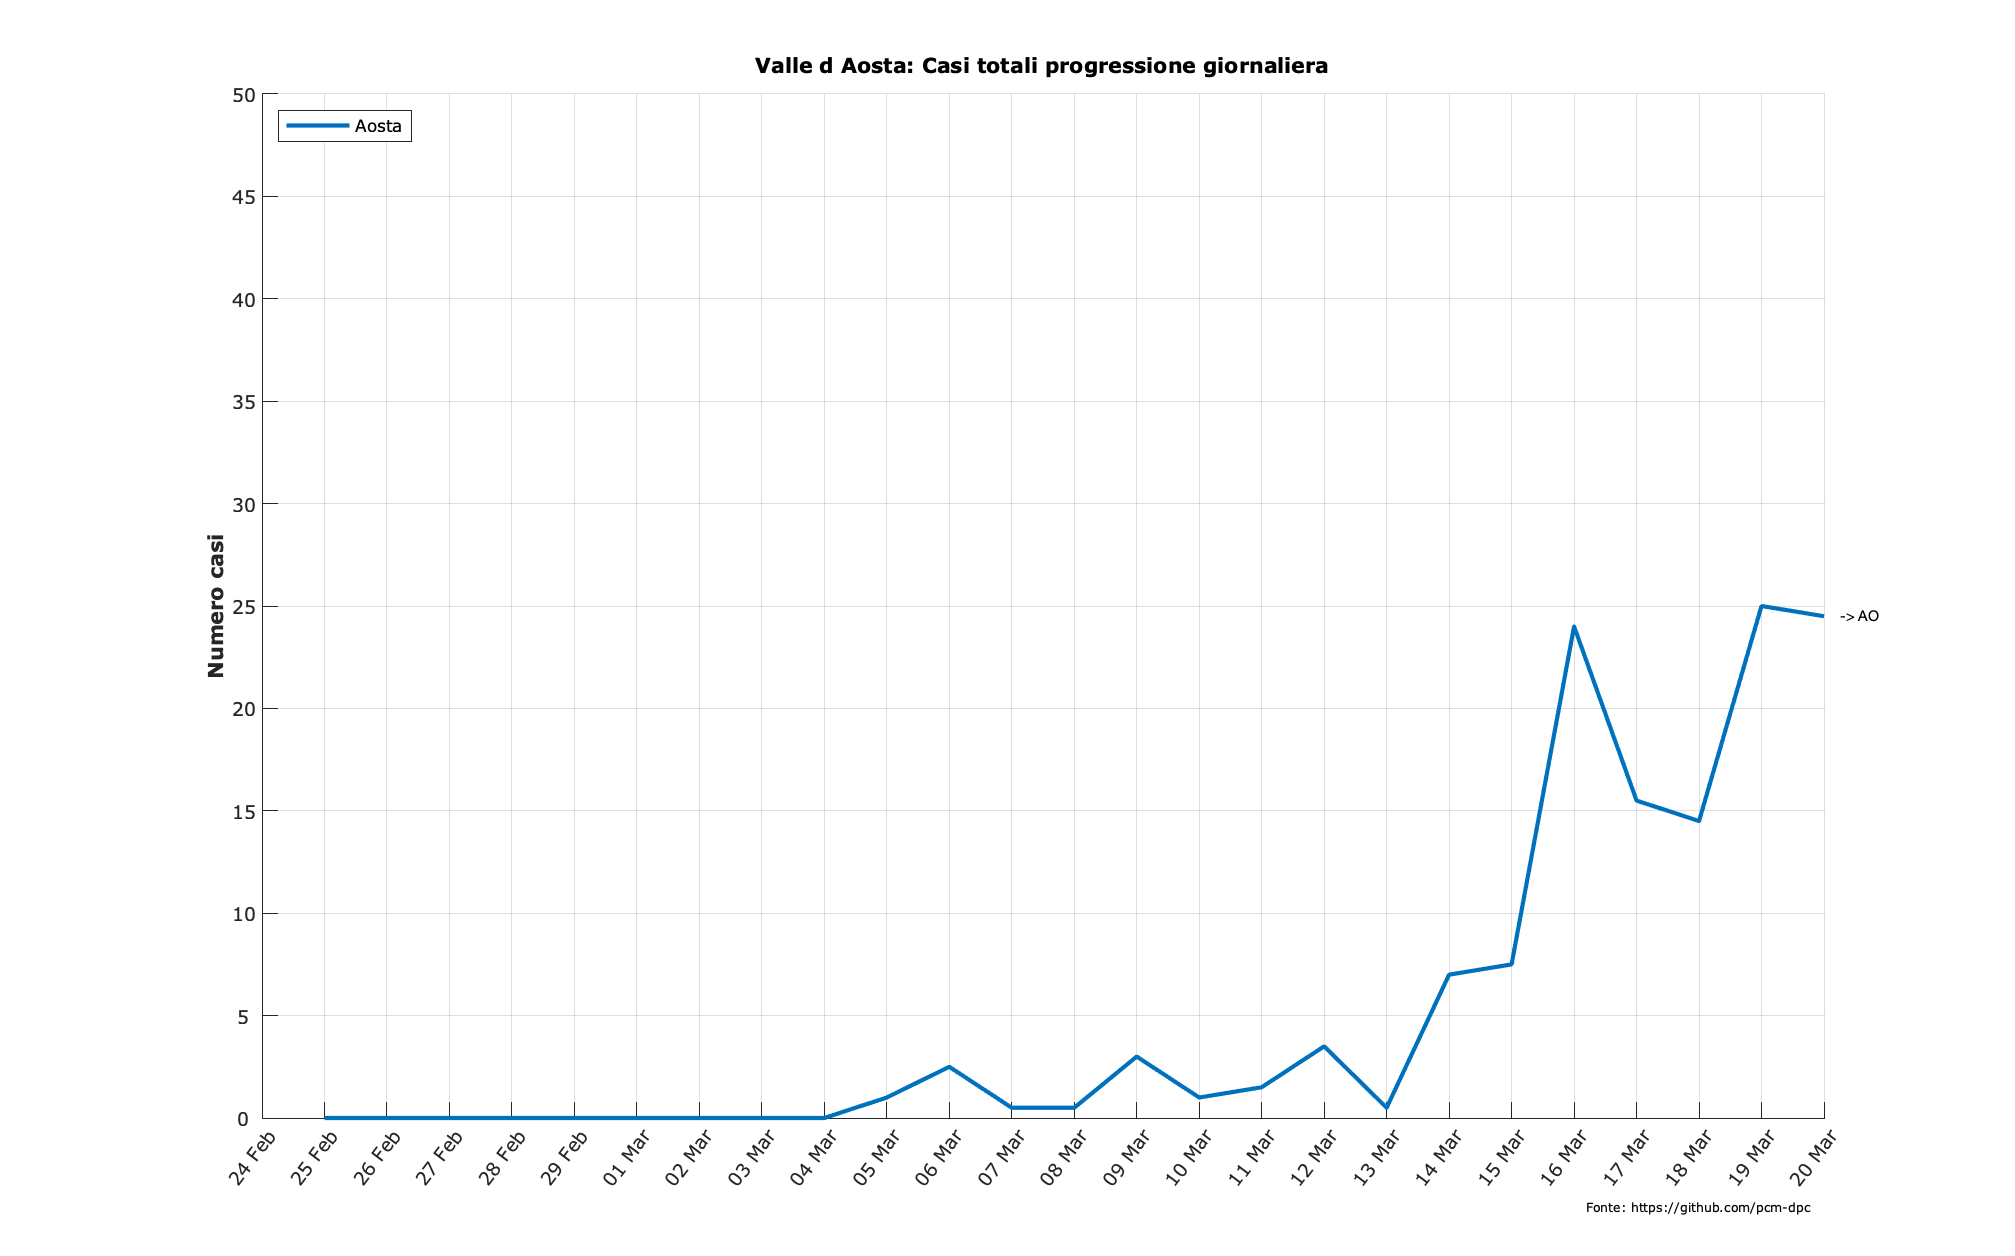 Valle d Aosta: Casi totali progressione giornaliera
Aosta
Numero casi
50
45
40
35
30
25
20
15
10
5
0
->AO
24 Feb
25 Feb
26 Feb
27 Feb
28 Feb
29 Feb
01 Mar
02 Mar
03 Mar
04 Mar
05 Mar
06 Mar
07 Mar
08 Mar
09 Mar
10 Mar
11 Mar
12 Mar
13 Mar
14 Mar
15 Mar
16 Mar
17 Mar
18 Mar
19 Mar
20 Mar
Fonte: https://github.com/pcm-dpc